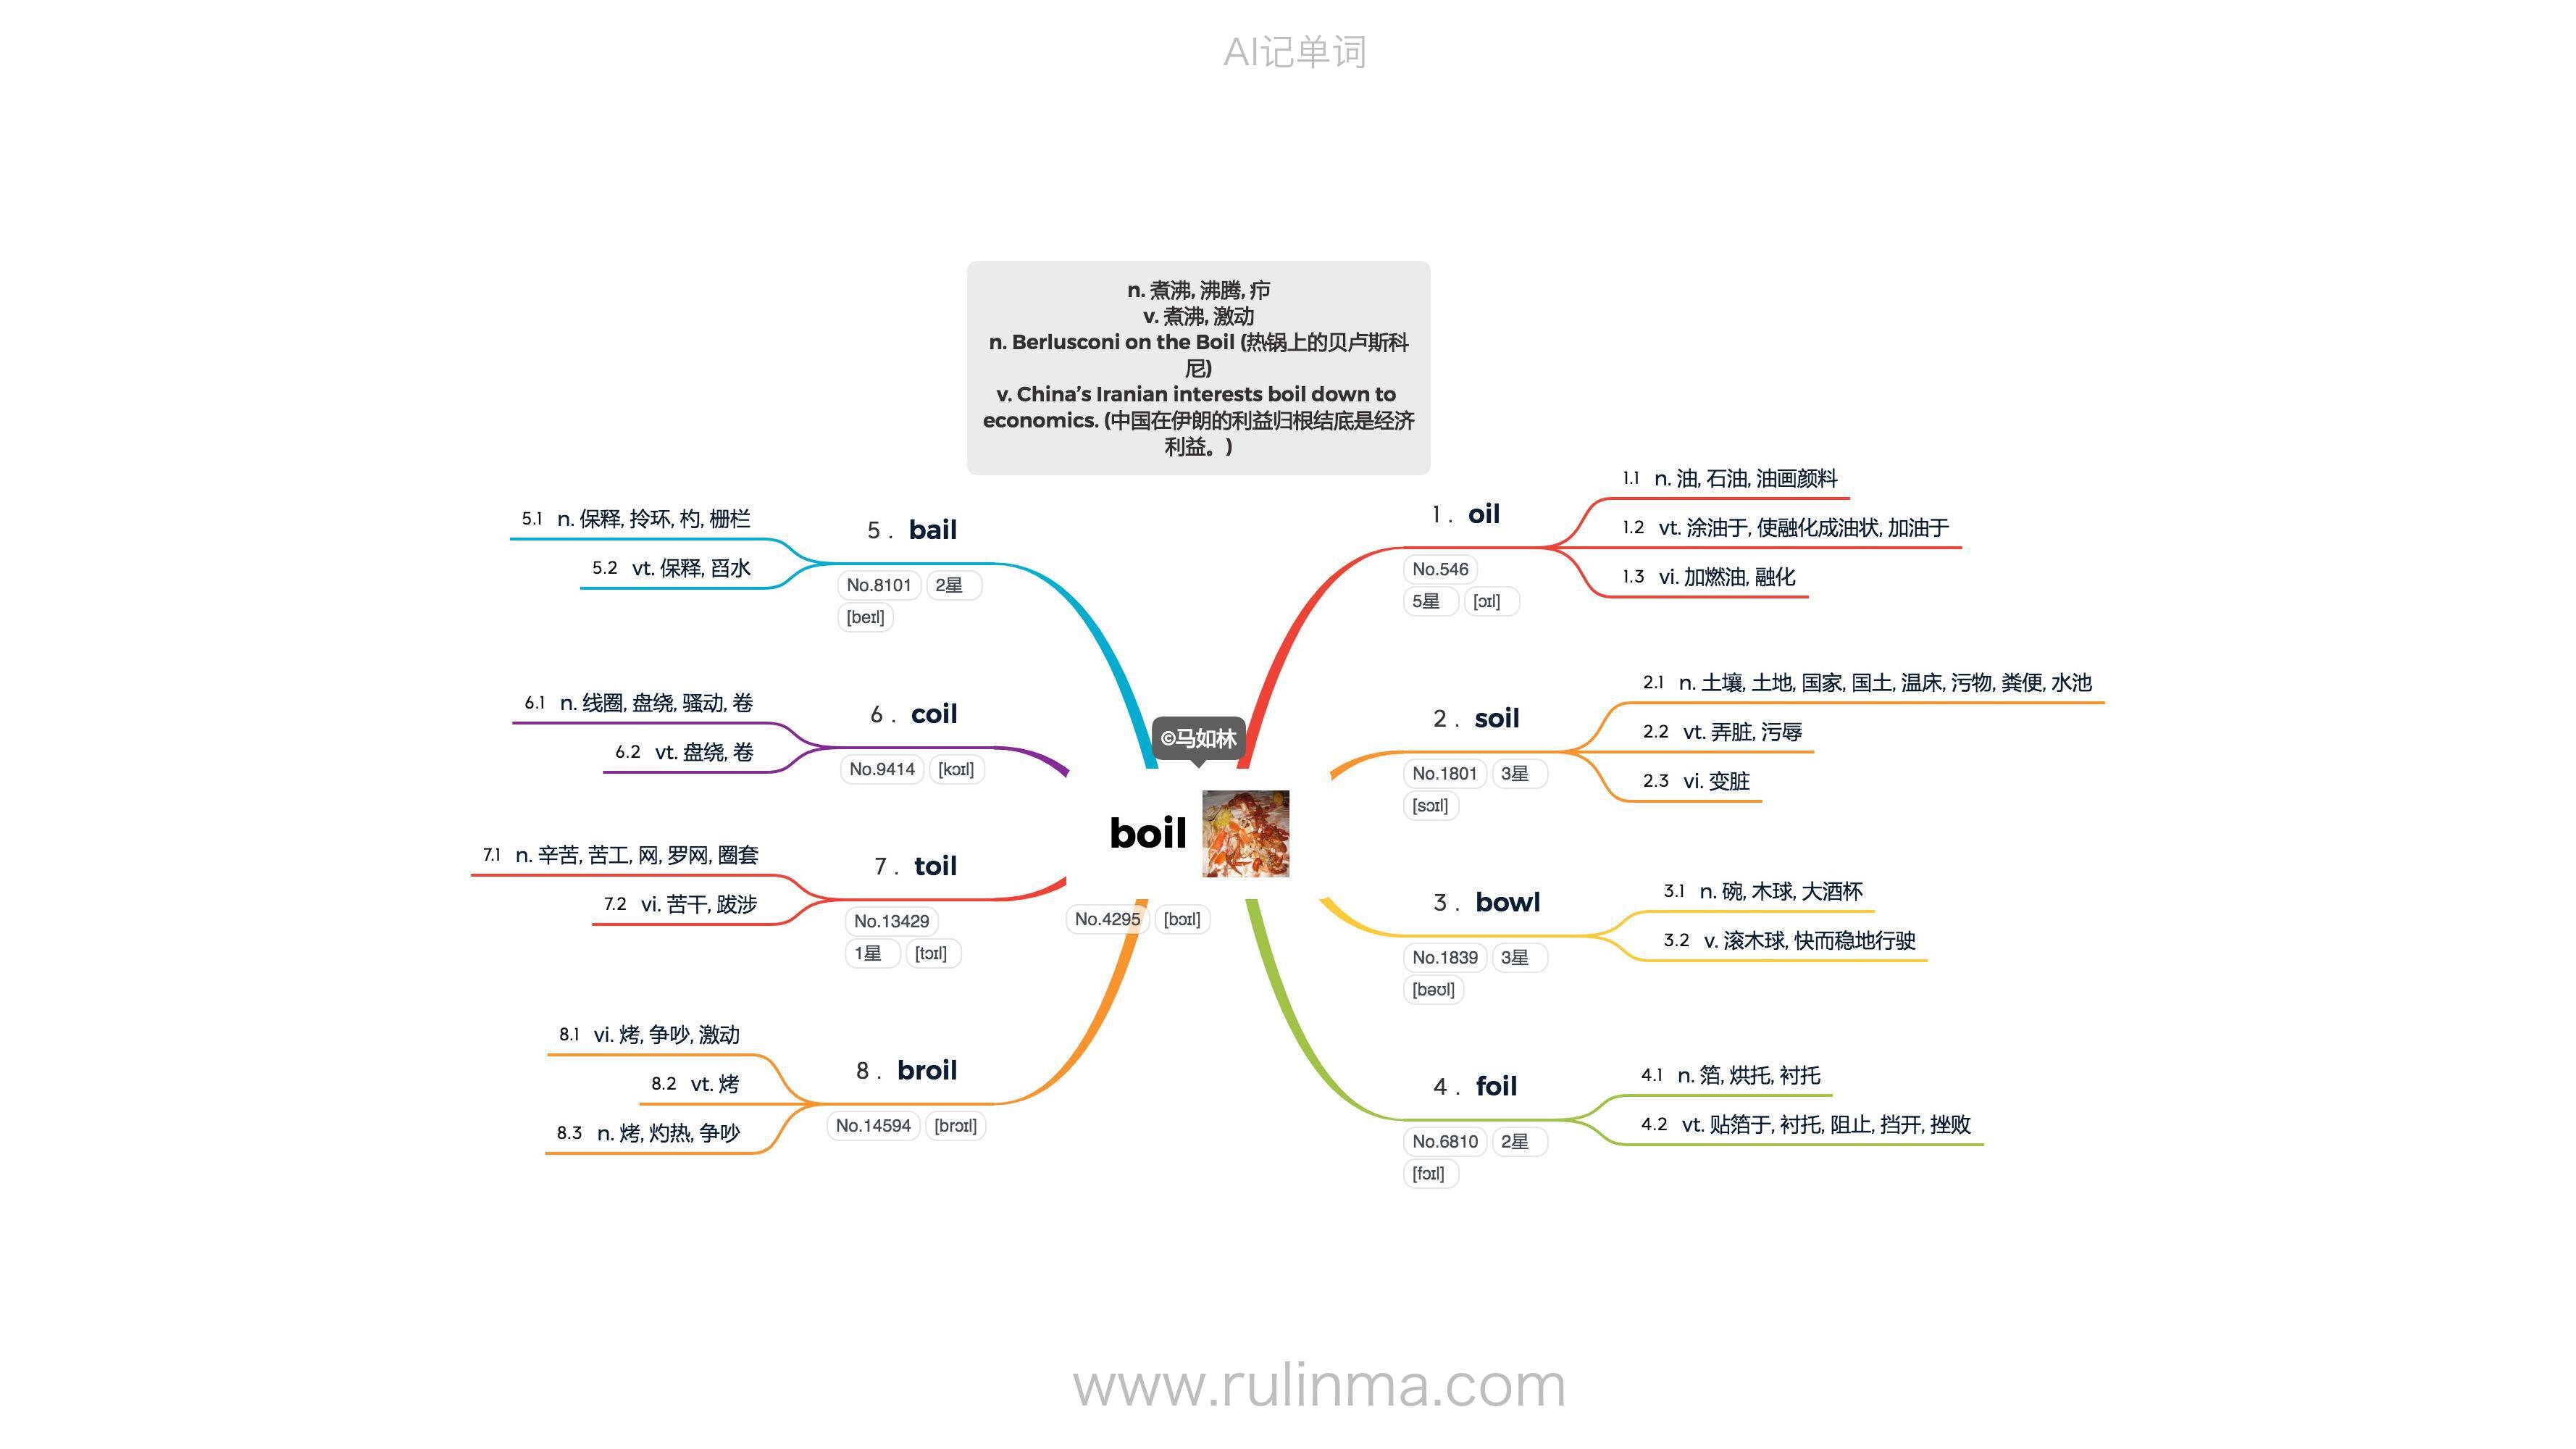 AI记单词
n. 煮沸, 沸腾, 疖
v. 煮沸, 激动
n. Berlusconi on the Boil (热锅上的贝卢斯科
尼)
v. China’s Iranian interests boil down to
economics. (中国在伊朗的利益归根结底是经济
利益。)
©马如林
boil
No.4295 [bɔɪl]
1. oil
No.546
5星 [ɔɪl]
1.1 n. 油, 石油, 油画颜料
1.2 vt. 涂油于, 使融化成油状, 加油于
1.3 vi. 加燃油, 融化
2. soil
No.1801 3星
[sɔɪl]
2.1 n. 土壤, 土地, 国家, 国土, 温床, 污物, 粪便, 水池
2.2 vt. 弄脏, 污辱
2.3 vi. 变脏
3. bowl
No.1839 3星
[bəʊl]
3.1 n. 碗, 木球, 大酒杯
3.2 v. 滚木球, 快而稳地行驶
4. foil
No.6810 2星
[fɔɪl]
4.1 n. 箔, 烘托, 衬托
4.2 vt. 贴箔于, 衬托, 阻止, 挡开, 挫败
5. bail
No.8101 2星
[beɪl]
5.1 n. 保释, 拎环, 杓, 栅栏
5.2 vt. 保释, 舀水
6. coil
No.9414 [kɔɪl]
6.1 n. 线圈, 盘绕, 骚动, 卷
6.2 vt. 盘绕, 卷
7. toil
No.13429
1星 [tɔɪl]
7.1 n. 辛苦, 苦工, 网, 罗网, 圈套
7.2 vi. 苦干, 跋涉
8. broil
No.14594 [brɔɪl]
8.1 vi. 烤, 争吵, 激动
8.2 vt. 烤
8.3 n. 烤, 灼热, 争吵
www.rulinma.com